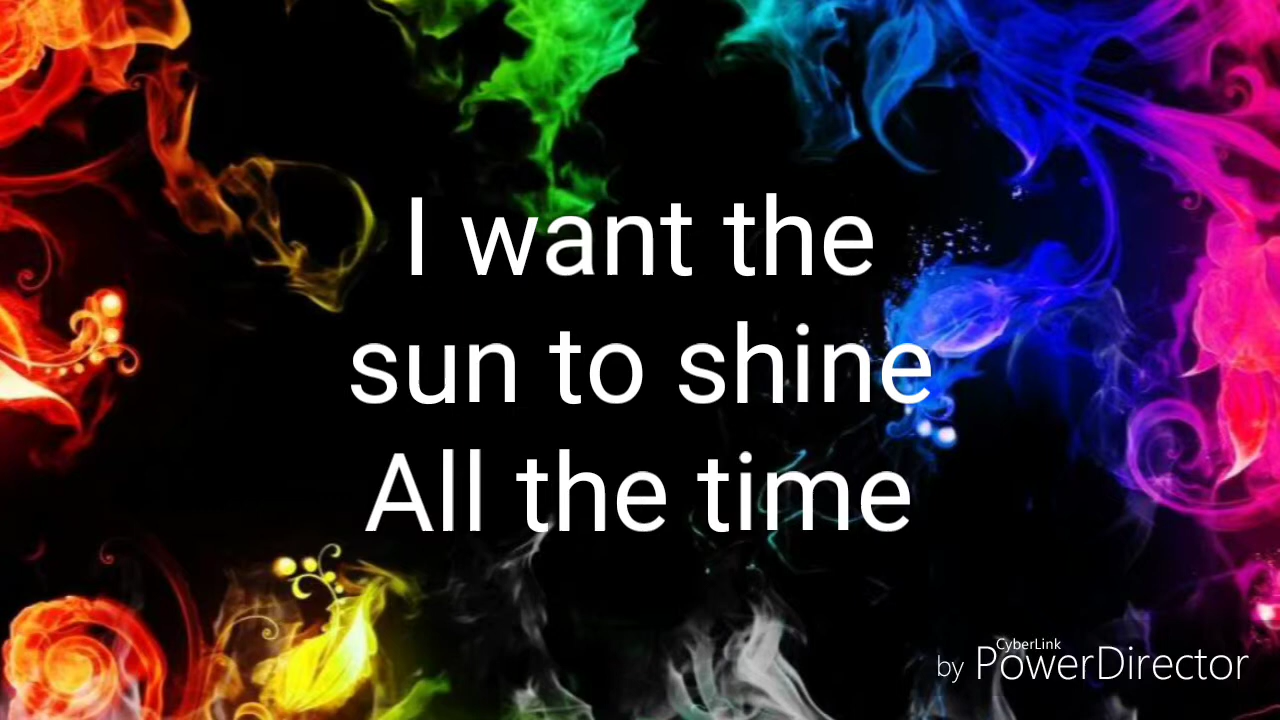 I want the
sun to shine
All the time
CyberLink
by PowerDirector